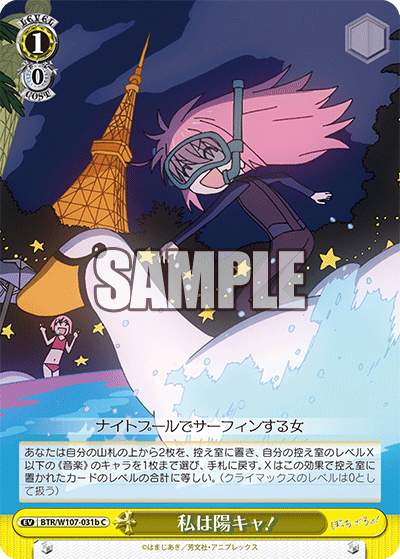 LEVEL
1
0
COST
SAMPLE
ナイトプールでサーフィンする女
あなたは自分の山札の上から2枚を、控え室に置き、自分の控え室のレベルX
以下の《音楽》のキャラを1枚まで選び、手札に戻す。Xはこの効果で控え室に
置かれたカードのレベルの合計に等しい。（クライマックスのレベルは0とし
て扱う）
EV
BTR/W107-031b C
私は陽キャ!
ぼっち・ざ・ろっく!
©はまじあき／芳文社・アニプレックス